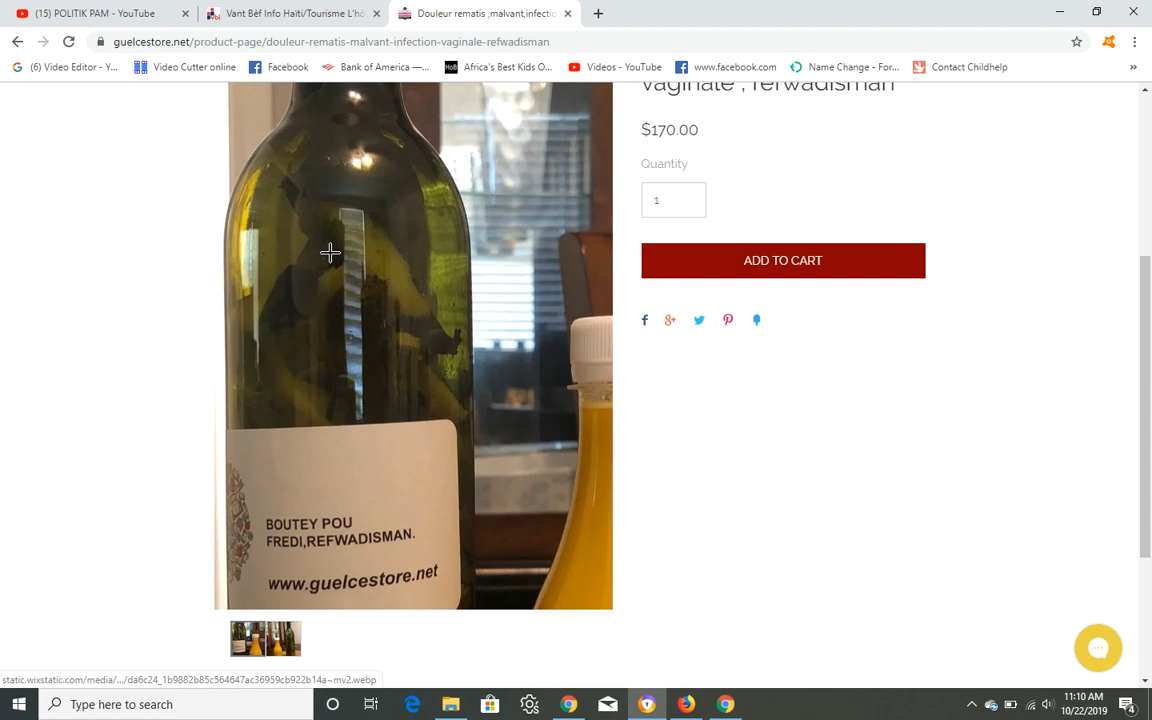 (15) POLITIK PAM - YouTube
Vant Bèf Info Haïti/Tourisme L'hô
Douleur rematis ,malvant,infectio
guelcestore.net/product-page/douleur-rematis-malvant-infection-vaginale-refwadisman
(6) Video Editor - Y...
Video Cutter online
Facebook
Bank of America —...
HoB
Africa's Best Kids O...
Videos - YouTube
www.facebook.com
Name Change - For...
Contact Childhelp
vaginale , refwadisman
$170.00
Quantity
1
ADD TO CART
BOUTEY POU
FREDI,REFWADISMAN.
www.guelcestore.net
static.wixstatic.com/media/.../da6c24_1b9882b85c564647ac36959cb922b14a~mv2.webp
Type here to search
11:10 AM
10/22/2019
4